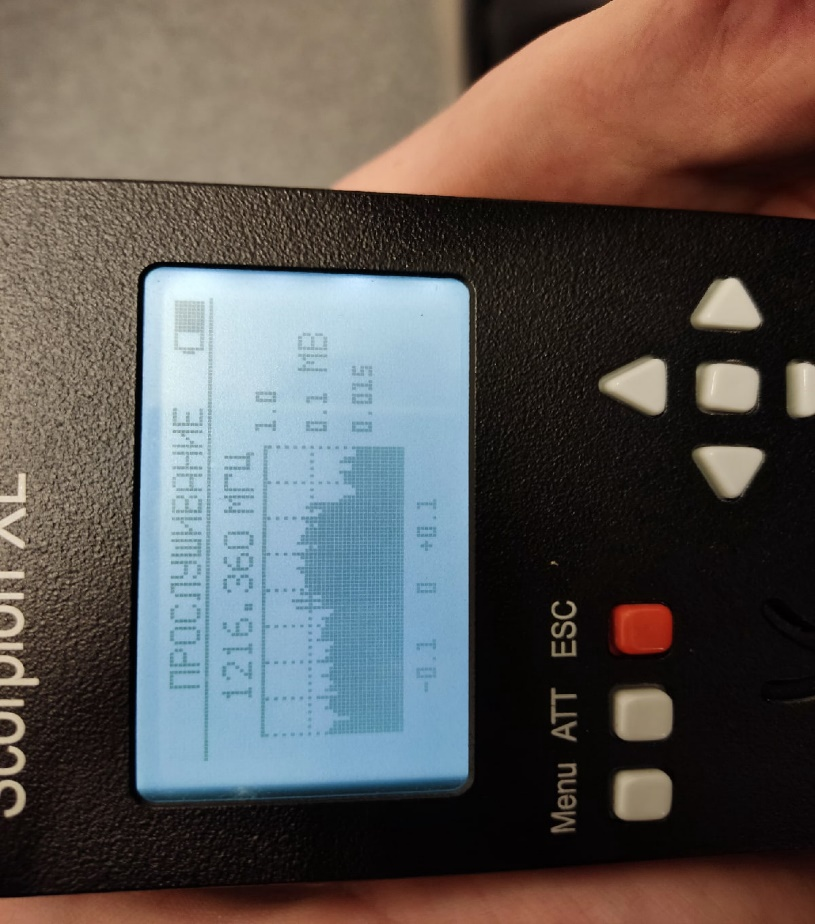 Scorpion XL
ПРОСЛУШИВАНИЕ
1216.360 МГЦ
1.0
0.1 МВ
0.015
-0.1 0 +0.1
Menu ATT ESC